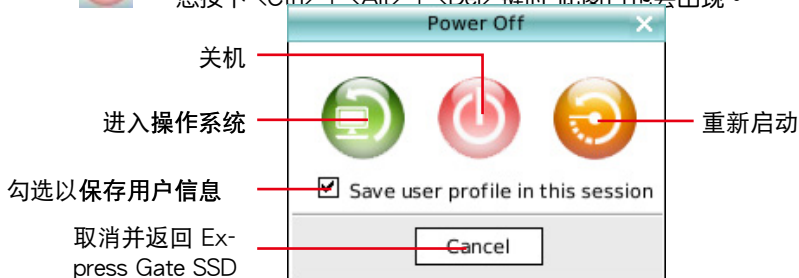 Power Off
关机
进入操作系统
重新启动
勾选以保存用户信息
Save user profile in this session
取消并返回 Ex-
press Gate SSD
Cancel